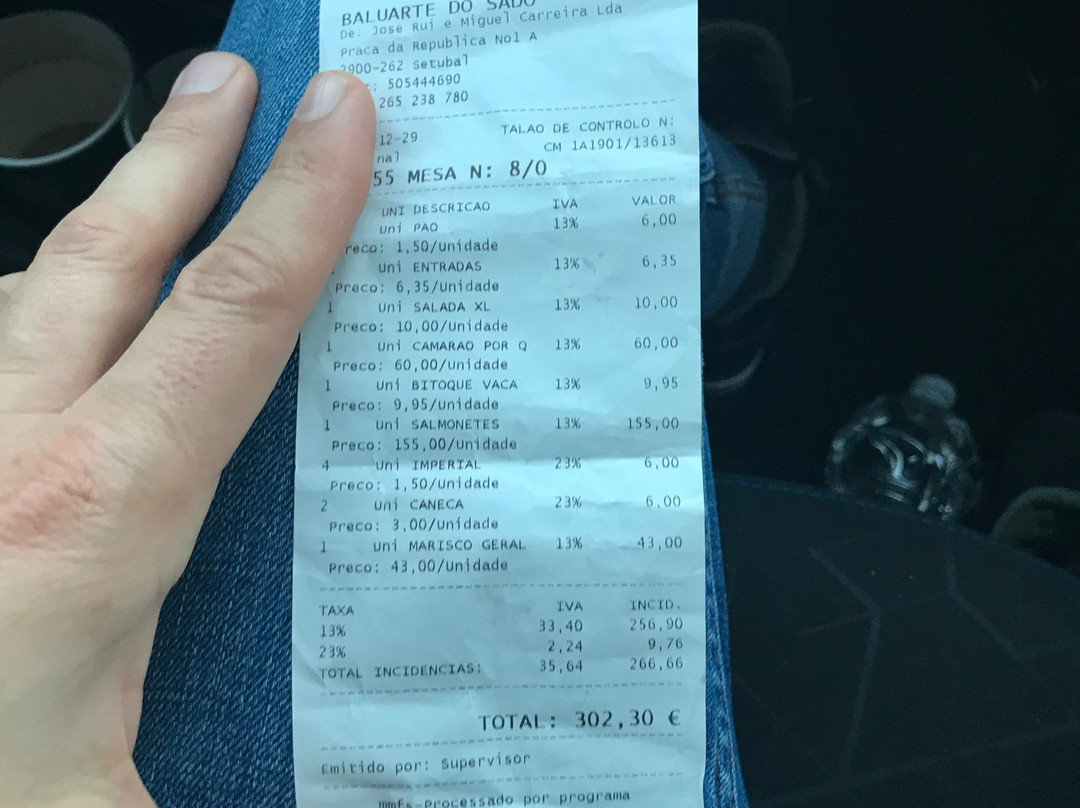 BALUARTE DO SADO
De: Jose Rui e Miguel Carreira Lda
Praca da Republica No1 A
2900-262 Setubal
: 505444690
265 238 780
12-29 TALAO DE CONTROLO N:
nal CM 1A1901/13613
55 MESA N: 8/0
UNI DESCRICAO IVA VALOR
Uni PAO 13% 6,00
reco: 1,50/Unidade
Uni ENTRADAS 13% 6,35
Preco: 6,35/Unidade
1 Uni SALADA XL 13% 10,00
Preco: 10,00/Unidade
1 Uni CAMARAO POR Q 13% 60,00
Preco: 60,00/Unidade
1 Uni BITOQUE VACA 13% 9,95
Preco: 9,95/Unidade
1 Uni SALMONETES 13% 155,00
Preco: 155,00/Unidade
4 Uni IMPERIAL 23% 6,00
Preco: 1,50/Unidade
2 Uni CANECA 23% 6,00
Preco: 3,00/Unidade
1 Uni MARISCO GERAL 13% 43,00
Preco: 43,00/Unidade
TAXA IVA INCID.
13% 33,40 256,90
23% 2,24 9,76
TOTAL INCIDENCIAS: 35,64 266,66
TOTAL: 302,30 €
Emitido por: Supervisor
mmfs-Processado por programa